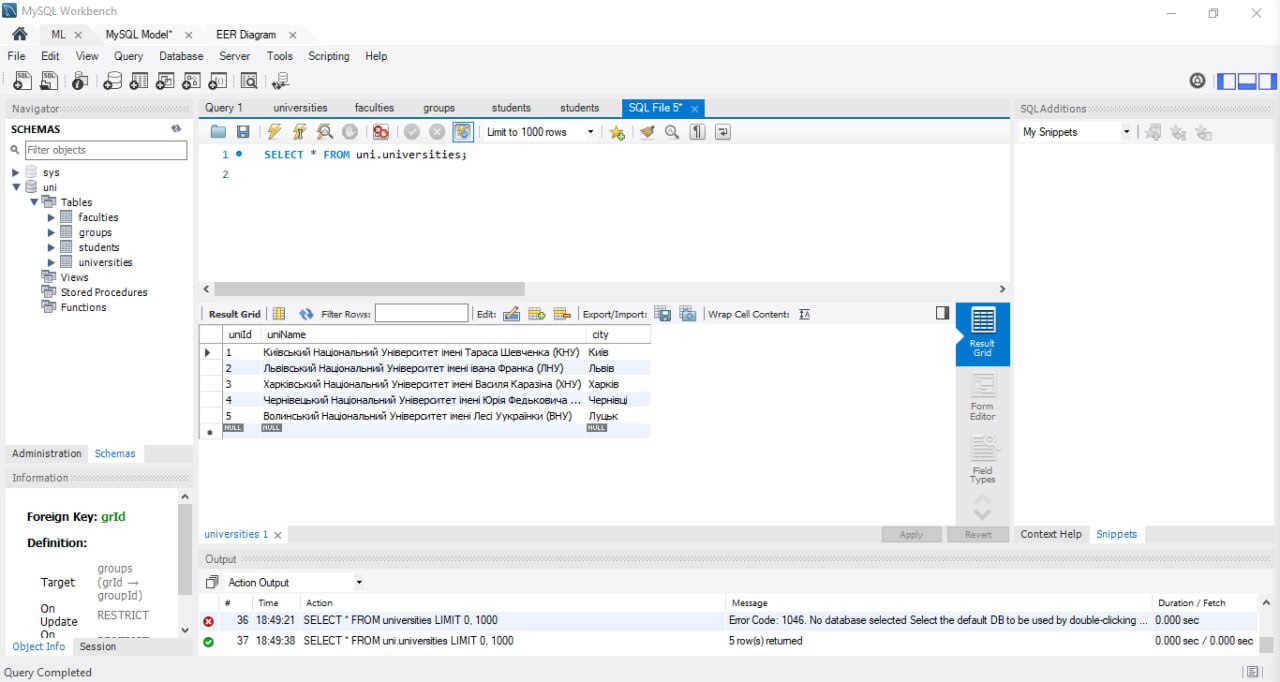 MySQL Workbench
ML
MySQL Model*
EER Diagram
File Edit View Query Database Server Tools Scripting Help
Navigator
SCHEMAS
Filter objects
sys
uni
Tables
faculties
groups
students
universities
Views
Stored Procedures
Functions
Administration Schemas
Information
Foreign Key: grId
Definition:
Target groups (grId → groupId)
On Update RESTRICT
On
Object Info Session
Query 1 universities faculties groups students students SQL File 5*
Limit to 1000 rows
1 SELECT * FROM uni.universities;
2
Result Grid Filter Rows: Edit: Export/Import: Wrap Cell Content:
uniId uniName city
1 Київський Національний Університет імені Тараса Шевченка (КНУ) Київ
2 Львівський Національний Університет імені івана Франка (ЛНУ) Львів
3 Харківський Національний Університет імені Василя Каразіна (ХНУ) Харків
4 Чернівецький Національний Університет імені Юрія Федьковича ... Чернівці
5 Волинський Національний Університет імені Лесі Уукраїнки (ВНУ) Луцьк
NULL NULL NULL
Result Grid
Form Editor
Field Types
universities 1
Apply Revert
SQLAdditions
My Snippets
Context Help Snippets
Output
Action Output
# Time Action Message Duration / Fetch
36 18:49:21 SELECT * FROM universities LIMIT 0, 1000 Error Code: 1046. No database selected Select the default DB to be used by double-clicking ... 0.000 sec
37 18:49:38 SELECT * FROM uni.universities LIMIT 0, 1000 5 row(s) returned 0.000 sec / 0.000 sec
Query Completed